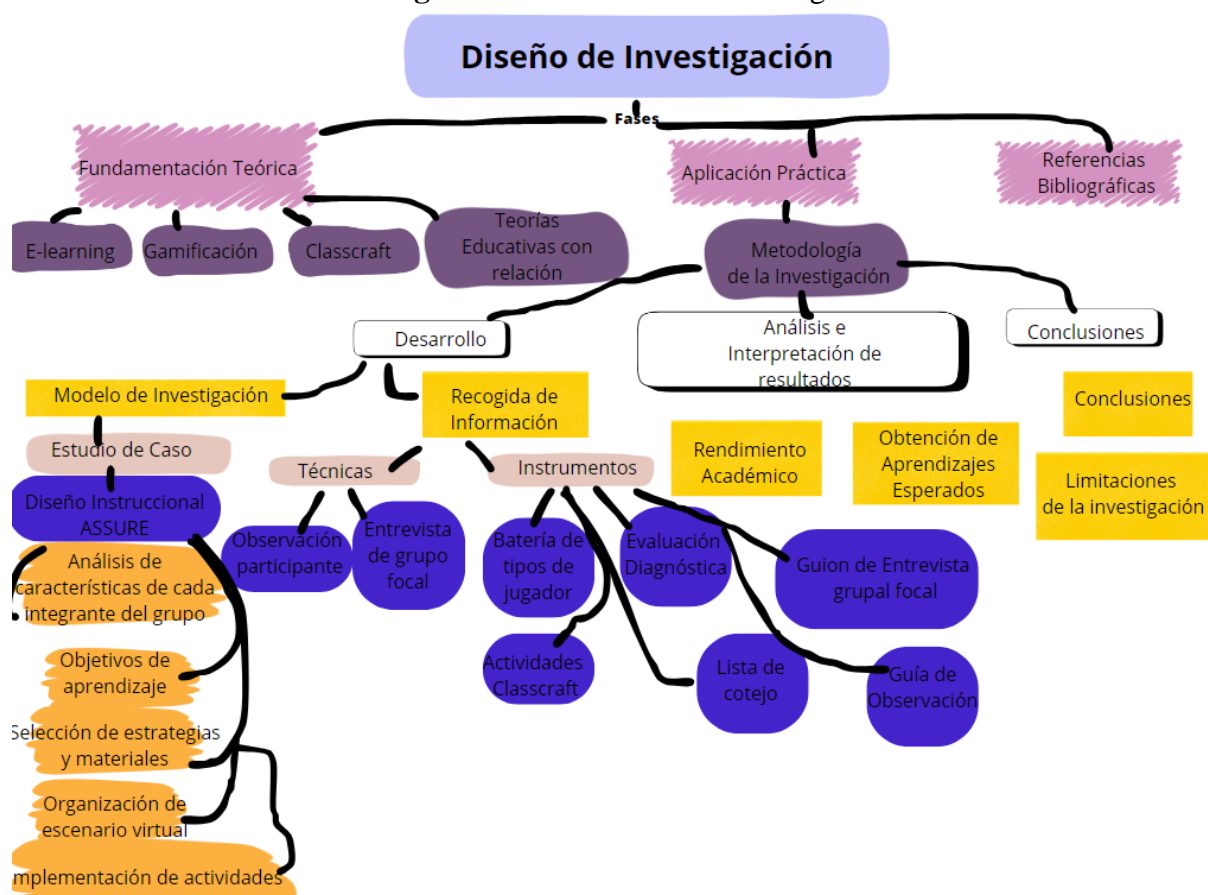 Diseño de Investigación
Fases
Fundamentación Teórica
Aplicación Práctica
Referencias
Bibliográficas
E-learning
Gamificación
Classcraft
Teorías
Educativas con
relación
Metodología
de la Investigación
Desarrollo
Análisis e
Interpretación de
resultados
Conclusiones
Modelo de Investigación
Recogida de
Información
Rendimiento
Académico
Obtención de
Aprendizajes
Esperados
Conclusiones
Limitaciones
de la investigación
Estudio de Caso
Técnicas
Instrumentos
Diseño Instruccional
ASSURE
Observación
participante
Entrevista
de grupo
focal
Batería de
tipos de
jugador
Evaluación
Diagnóstica
Guion de Entrevista
grupal focal
Actividades
Classcraft
Lista de
cotejo
Guía de
Observación
Análisis de
características de cada
integrante del grupo
Objetivos de
aprendizaje
Selección de estrategias
y materiales
Organización de
escenario virtual
mplementación de actividades